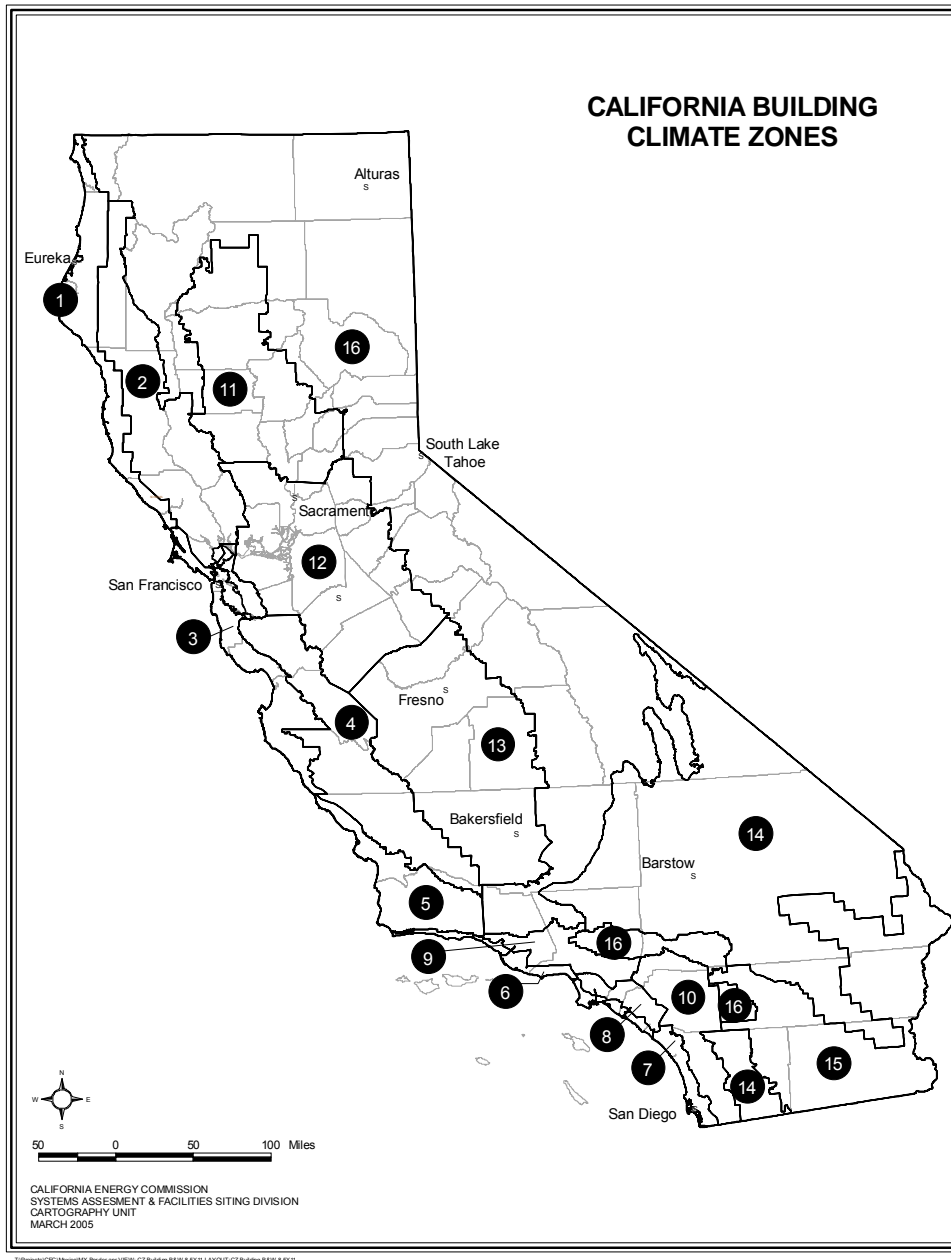 CALIFORNIA BUILDING
CLIMATE ZONES
Alturas
S
Eureka
1
16
2
11
South Lake
Tahoe
S
S
Sacramento
12
San Francisco
S
S
3
Fresno
S
4
13
Bakersfield
S
14
Barstow
S
5
16
9
6
10
16
8
7
15
14
San Diego
N
W
E
S
50
0
50
100
Miles
CALIFORNIA ENERGY COMMISSION
SYSTEMS ASSESMENT & FACILITIES SITING DIVISION
CARTOGRAPHY UNIT
MARCH 2005